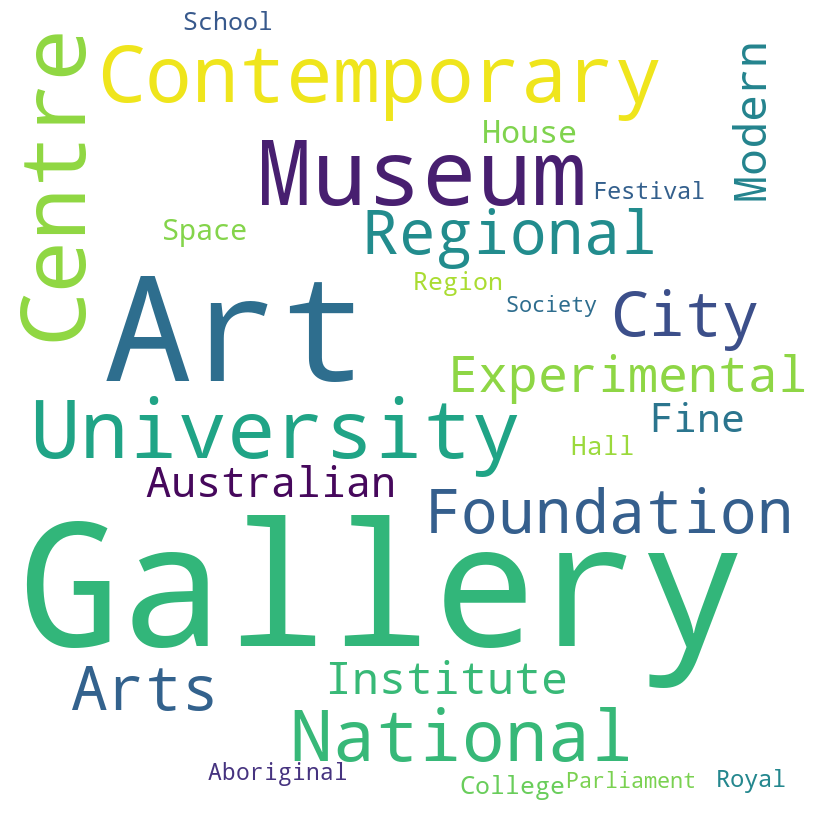 School
Contemporary
Centre
Modern
House
Museum
Festival
Space
Regional
Region
Art
Society
City
Experimental
University
Fine
Hall
Australian
Foundation
Gallery
Arts
Institute
National
Aboriginal
College
Parliament
Royal